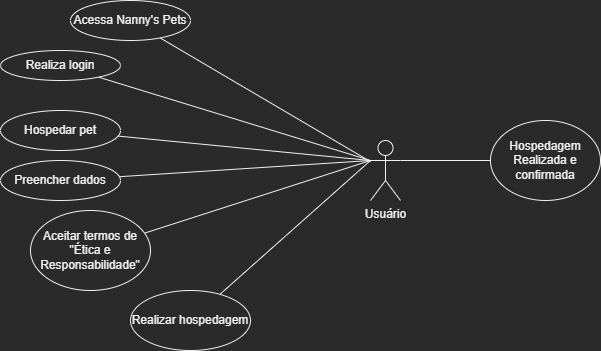 Acessa Nanny's Pets
Realiza login
Hospedar pet
Preencher dados
Aceitar termos de
"Ética e
Responsabilidade"
Realizar hospedagem
Usuário
Hospedagem
Realizada e
confirmada